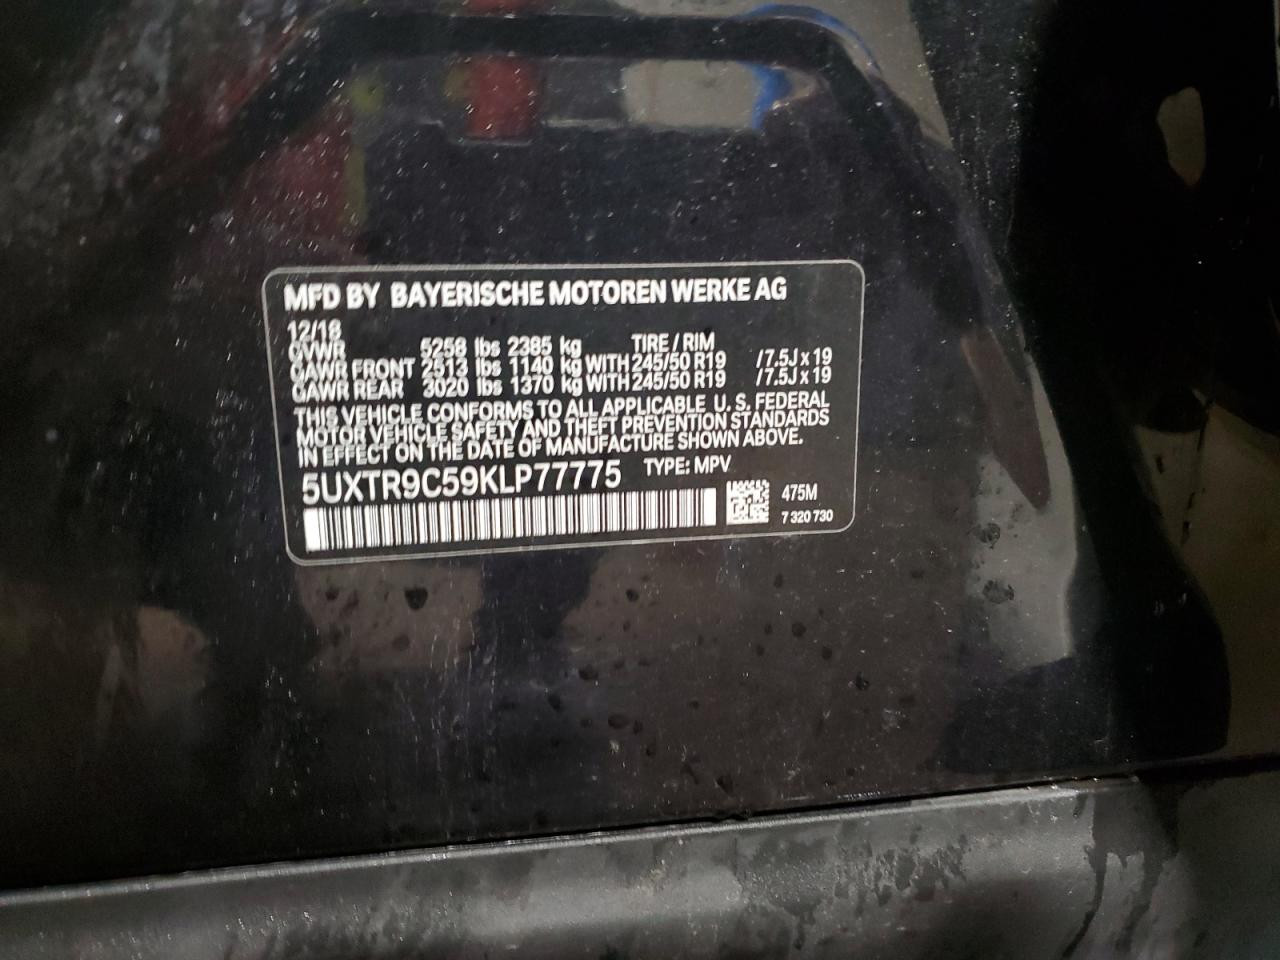 MFD BY BAYERISCHE MOTOREN WERKE AG
12/18
GVWR 5258 lbs 2385 kg TIRE / RIM
GAWR FRONT 2513 lbs 1140 kg WITH 245/50 R19 /7.5J x 19
GAWR REAR 3020 lbs 1370 kg WITH 245/50 R19 /7.5J x 19
THIS VEHICLE CONFORMS TO ALL APPLICABLE U. S. FEDERAL
MOTOR VEHICLE SAFETY AND THEFT PREVENTION STANDARDS
IN EFFECT ON THE DATE OF MANUFACTURE SHOWN ABOVE.
5UXTR9C59KLP77775 TYPE: MPV
475M
7 320 730